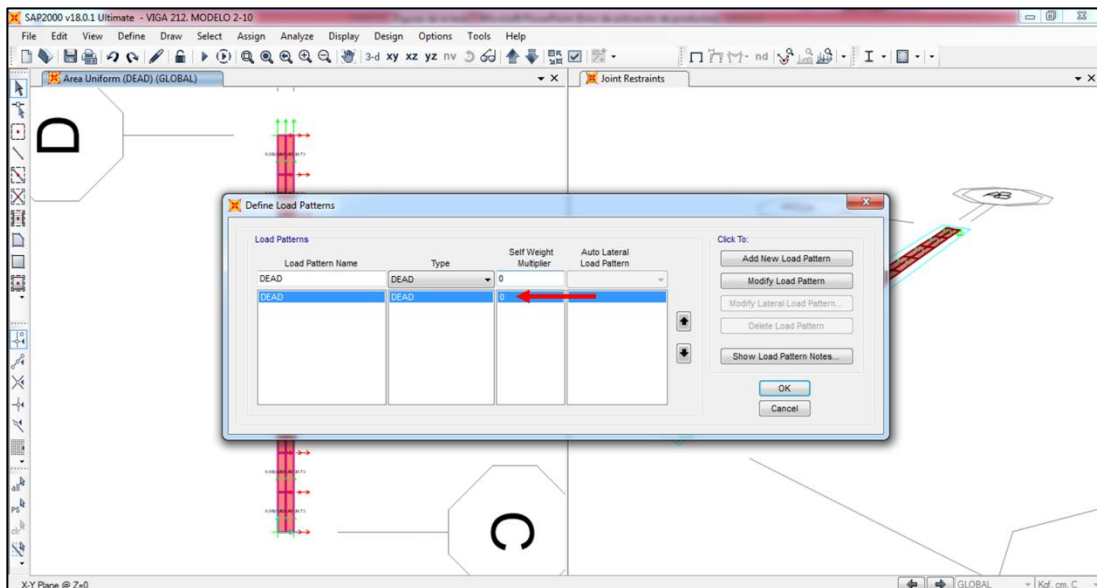 SAP2000 v18.0.1 Ultimate - VIGA 212. MODELO 2-10
File Edit View Define Draw Select Assign Analyze Display Design Options Tools Help
3-d xy xz yz nv nd
Area Uniform (DEAD) (GLOBAL)
Joint Restraints
D
Define Load Patterns
Load Patterns
Click To:
Load Pattern Name Type Self Weight Multiplier Auto Lateral Load Pattern
DEAD DEAD 0
DEAD DEAD 0
Add New Load Pattern
Modify Load Pattern
Modify Lateral Load Pattern...
Delete Load Pattern
Show Load Pattern Notes...
OK
Cancel
C
all
PS
clr
X-Y Plane @ Z=0
GLOBAL
Kgf, cm, C